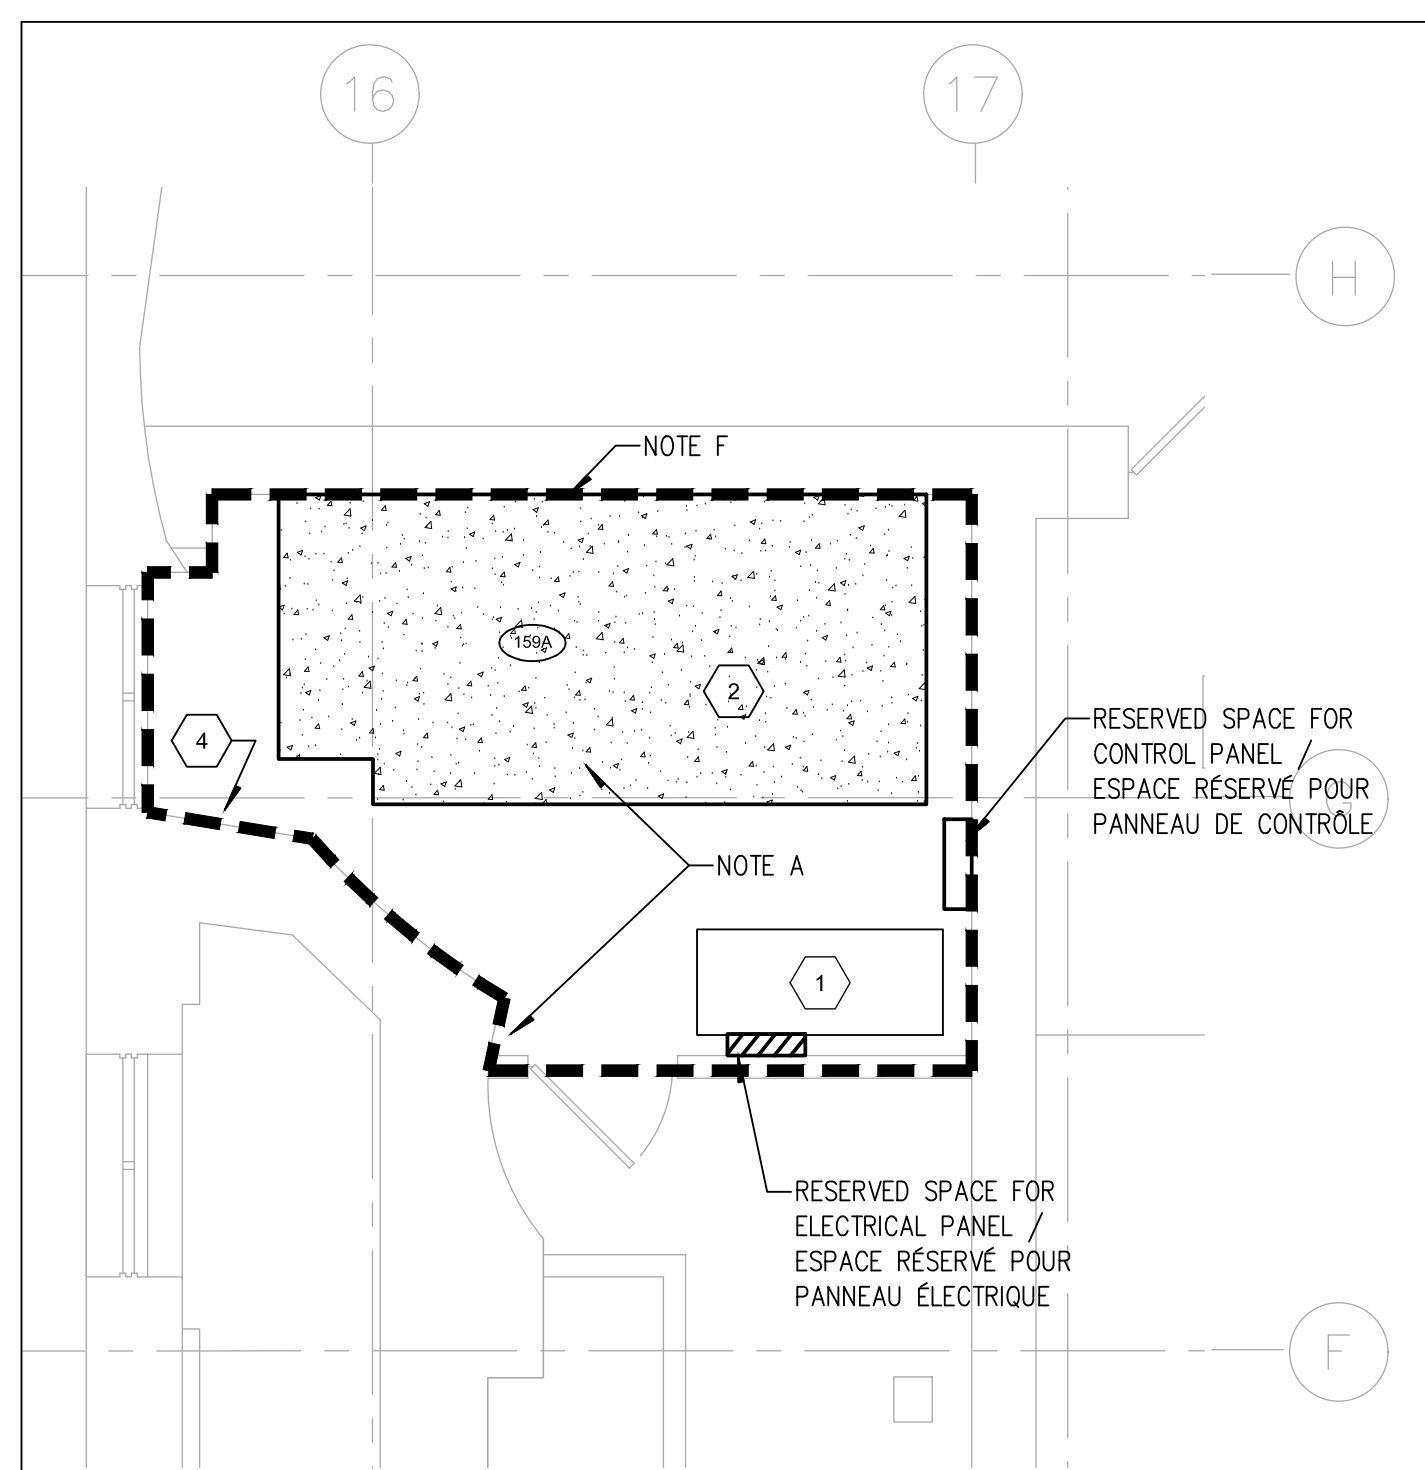 16
17
H
NOTE F
159A
2
4
RESERVED SPACE FOR
CONTROL PANEL /
ESPACE RÉSERVÉ POUR
PANNEAU DE CONTRÔLE
G
NOTE A
1
RESERVED SPACE FOR
ELECTRICAL PANEL /
ESPACE RÉSERVÉ POUR
PANNEAU ÉLECTRIQUE
F